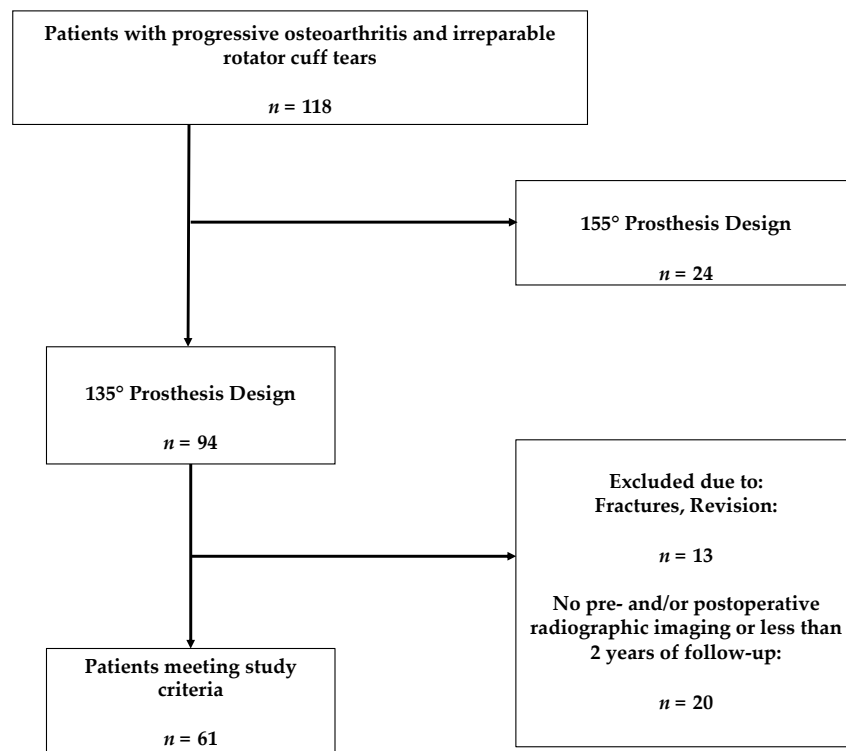 Patients with progressive osteoarthritis and irreparable
rotator cuff tears
n = 118
155° Prosthesis Design
n = 24
135° Prosthesis Design
n = 94
Excluded due to:
Fractures, Revision:
n = 13
No pre- and/or postoperative
radiographic imaging or less than
2 years of follow-up:
n = 20
Patients meeting study
criteria
n = 61